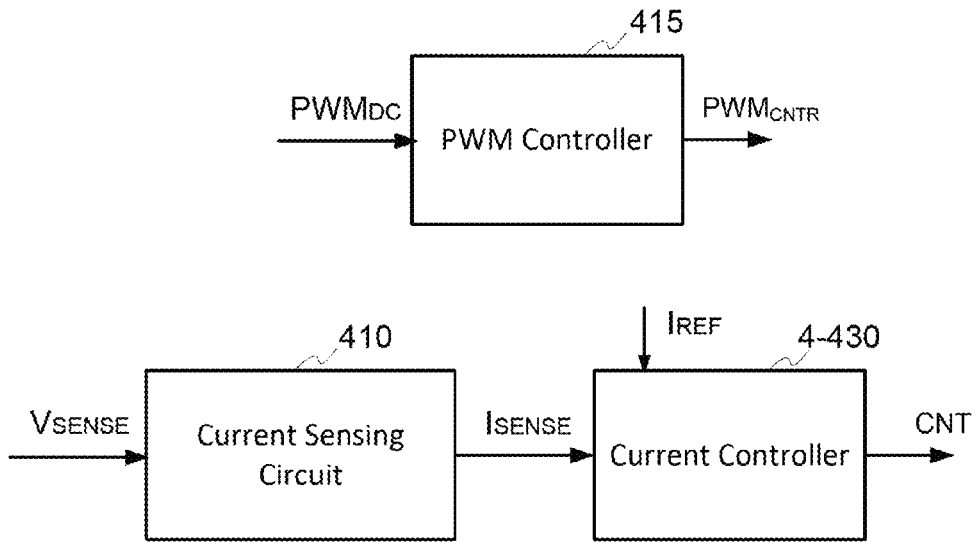 415
PWMDC
PWM Controller
PWMCNTR
410
IREF
4-430
VSENSE
Current Sensing
Circuit
ISENSE
Current Controller
CNT